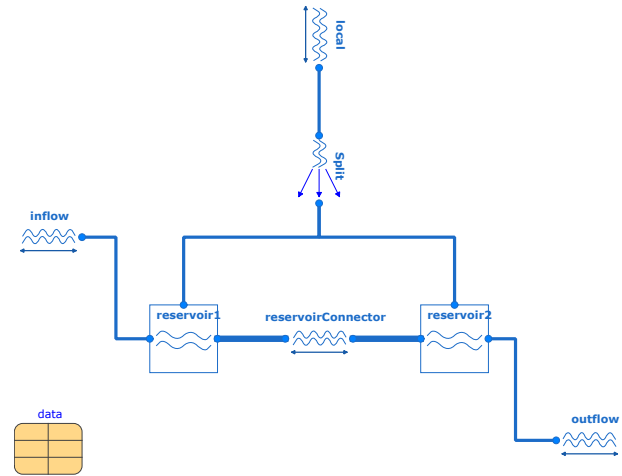 local
Split
inflow
reservoir1
reservoirConnector
reservoir2
data
outflow